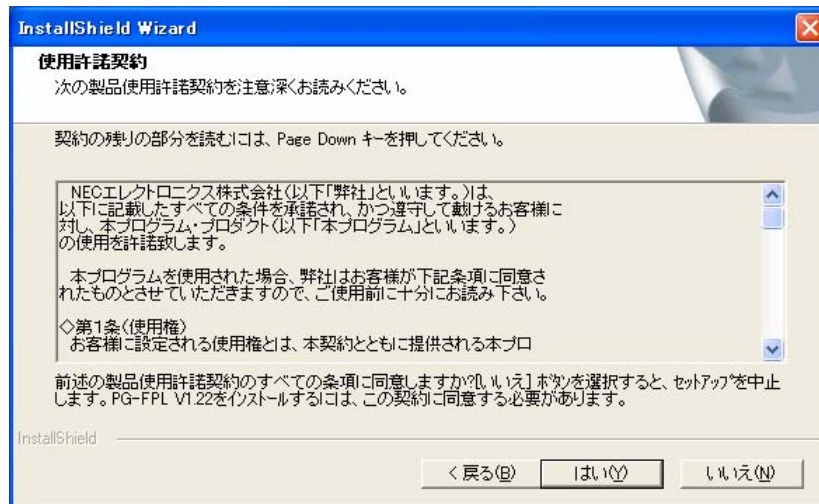 InstallShield Wizard
使用許諾契約
次の製品使用許諾契約を注意深くお読みください。
契約の残りの部分を読むには、Page Down キーを押してください。
NECエレクトロニクス株式会社(以下「弊社」といいます。)は、
以下に記載したすべての条件を承諾され、かつ遵守して戴けるお客様に
対し、本プログラム・プロダクト(以下「本プログラム」といいます。)
の使用を許諾致します。
本プログラムを使用された場合、弊社はお客様が下記条項に同意さ
れたものとさせていただきますので、ご使用前に十分にお読み下さい。
◇第1条(使用権)
お客様に設定される使用権とは、本契約とともに提供される本プロ
前述の製品使用許諾契約のすべての条項に同意しますか?[いいえ] ﾎﾞﾀﾝを選択すると、ｾｯﾄｱｯﾌﾟを中止
します。PG-FPL V1.22をインストールするには、この契約に同意する必要があります。
InstallShield
< 戻る(B)
はい(Y)
いいえ(N)